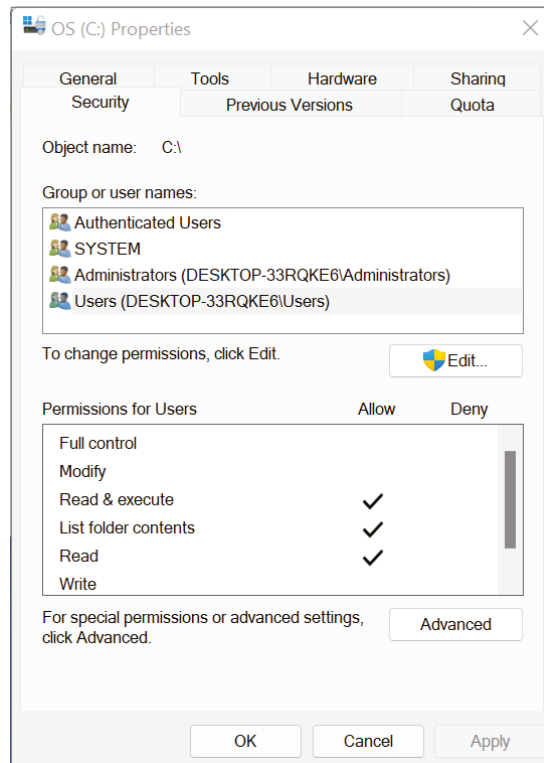 OS (C:) Properties
General Tools Hardware Sharing
Security Previous Versions Quota
Object name: C:\
Group or user names:
Authenticated Users
SYSTEM
Administrators (DESKTOP-33RQKE6\Administrators)
Users (DESKTOP-33RQKE6\Users)
To change permissions, click Edit.
Edit...
Permissions for Users Allow Deny
Full control
Modify
Read & execute
List folder contents
Read
Write
For special permissions or advanced settings,
click Advanced.
Advanced
OK Cancel Apply